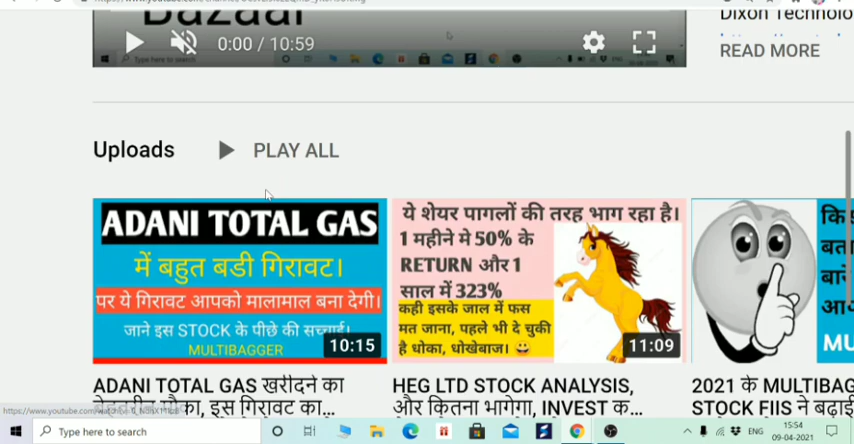 Bazaar
0:00 / 10:59
READ MORE
Uploads
PLAY ALL
ADANI TOTAL GAS
में बहुत बडी गिरावट।
पर ये गिरावट आपको मालामाल बना देगी।
जाने इस STOCK के पीछे की सच्चाई।
MULTIBAGGER
10:15
ADANI TOTAL GAS खरीदने का
मौका, इस गिरावट का...
ये शेयर पागलों की तरह भाग रहा है।
1 महीने मे 50% के
RETURN और 1
साल में 323%
कही इसके जाल में फस
मत जाना, पहले भी दे चुकी
है धोका, धोखेबाज।
11:09
HEG LTD STOCK ANALYSIS,
और कितना भागेगा, INVEST क...
2021 के MULTIBAG
STOCK FIIS ने बढ़ाई
Type here to search
ENG
15:54
09-04-2021